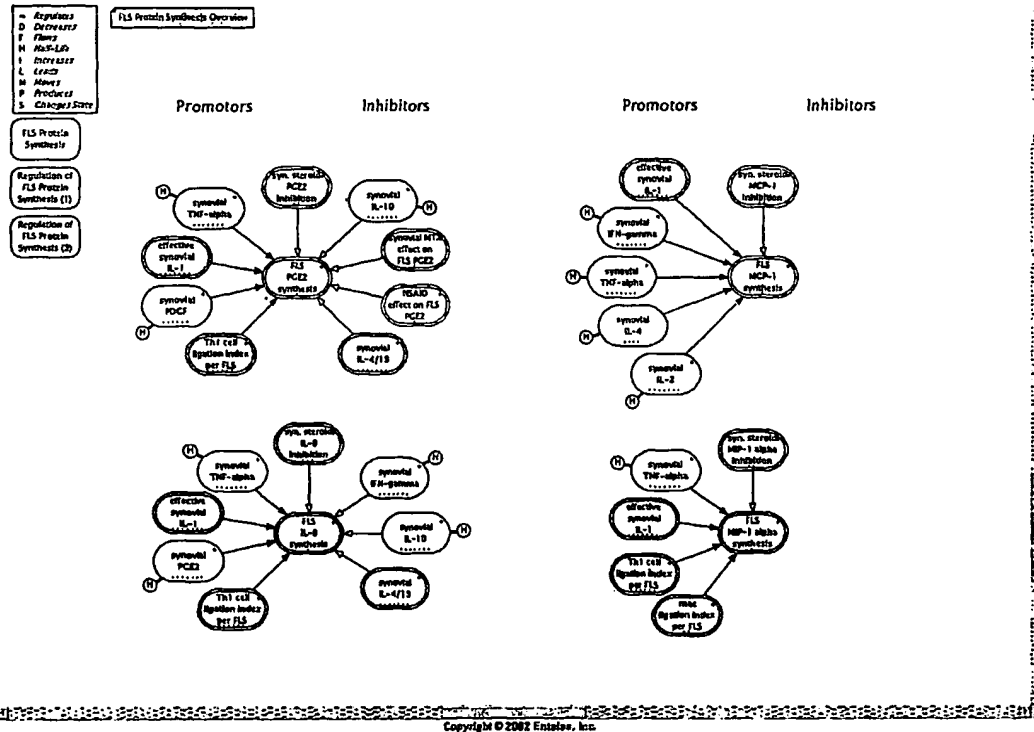 ∝ Regulates
D Decreases
F Flows
H Half-Life
I Increases
L Leads
M Moves
P Produces
S Changes State
FLS Protein Synthesis Overview
FLS Protein
Synthesis
Regulation of
FLS Protein
Synthesis (1)
Regulation of
FLS Protein
Synthesis (2)
Promotors
Inhibitors
syn. steroid
PGE2
inhibition
H
synovial
TNF-alpha
synovial
IL-10
H
effective
synovial
IL-1
synovial MTX
effect on
FLS PGE2
FLS
PGE2
synthesis
synovial
PDGF
H
NSAID
effect on FLS
PGE2
Th1 cell
ligation index
per FLS
synovial
IL-4/13
Promotors
Inhibitors
effective
synovial
IL-1
syn. steroid
MCP-1
inhibition
H
synovial
IFN-gamma
H
synovial
TNF-alpha
FLS
MCP-1
synthesis
synovial
IL-4
H
synovial
IL-2
H
syn. steroid
IL-8
inhibition
H
synovial
TNF-alpha
H
synovial
IFN-gamma
effective
synovial
IL-1
FLS
IL-8
synthesis
synovial
IL-10
H
synovial
PGE2
H
Th1 cell
ligation index
per FLS
synovial
IL-4/13
syn. steroid
MIP-1 alpha
inhibition
H
synovial
TNF-alpha
effective
synovial
IL-1
FLS
MIP-1 alpha
synthesis
Th1 cell
ligation index
per FLS
mac
ligation index
per FLS
Copyright © 2002 Entelos, Inc.